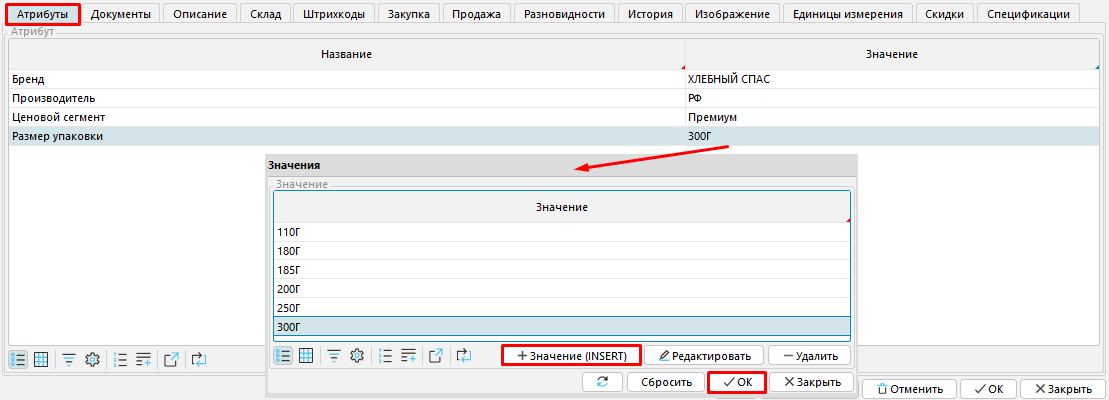 Атрибуты Документы Описание Склад Штрихкоды Закупка Продажа Разновидности История Изображение Единицы измерения Скидки Спецификации
Атрибут
Название Значение
Бренд ХЛЕБНЫЙ СПАС
Производитель РФ
Ценовой сегмент Премиум
Размер упаковки 300Г
Значения
Значение
Значение
110Г
180Г
185Г
200Г
250Г
300Г
Значение (INSERT) Редактировать Удалить
Сбросить OK Закрыть
Отменить OK Закрыть